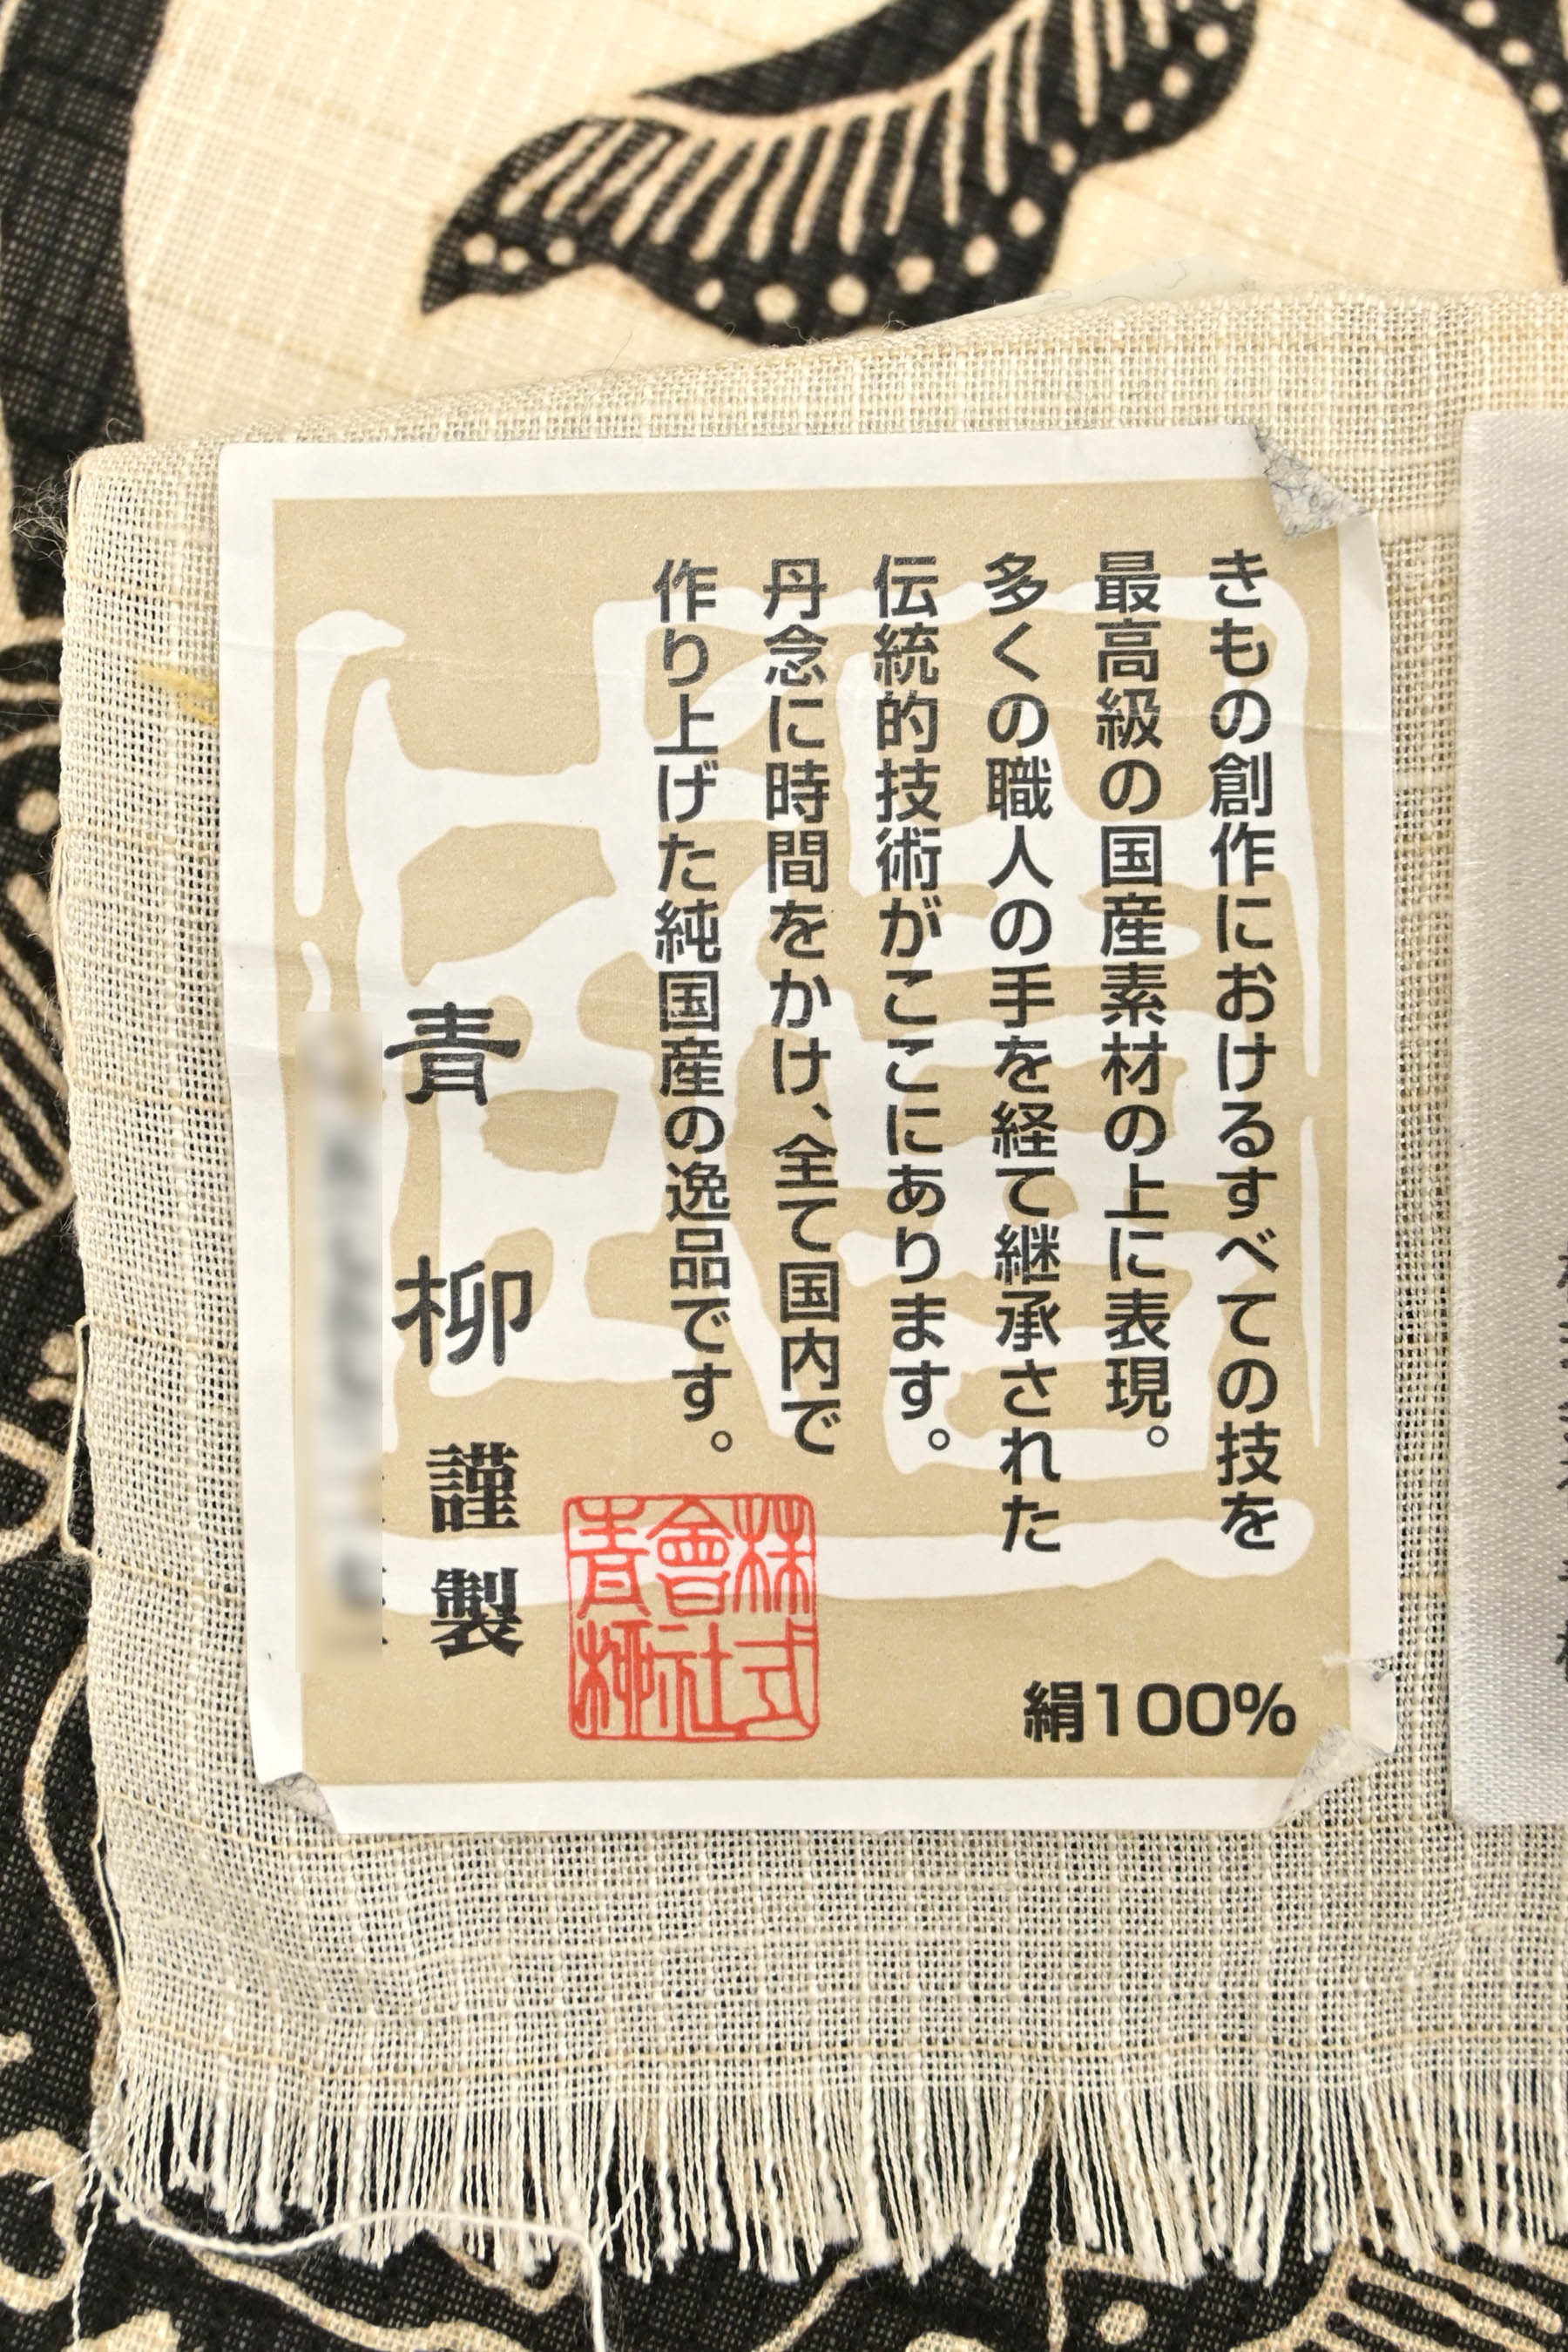 きもの創作におけるすべての技を
最高級の国産素材の上に表現。
多くの職人の手を経て継承された
伝統的技術がここにあります。
丹念に時間をかけ、全て国内で
作り上げた純国産の逸品です。
青柳謹製
株式
會社
青柳
絹100%